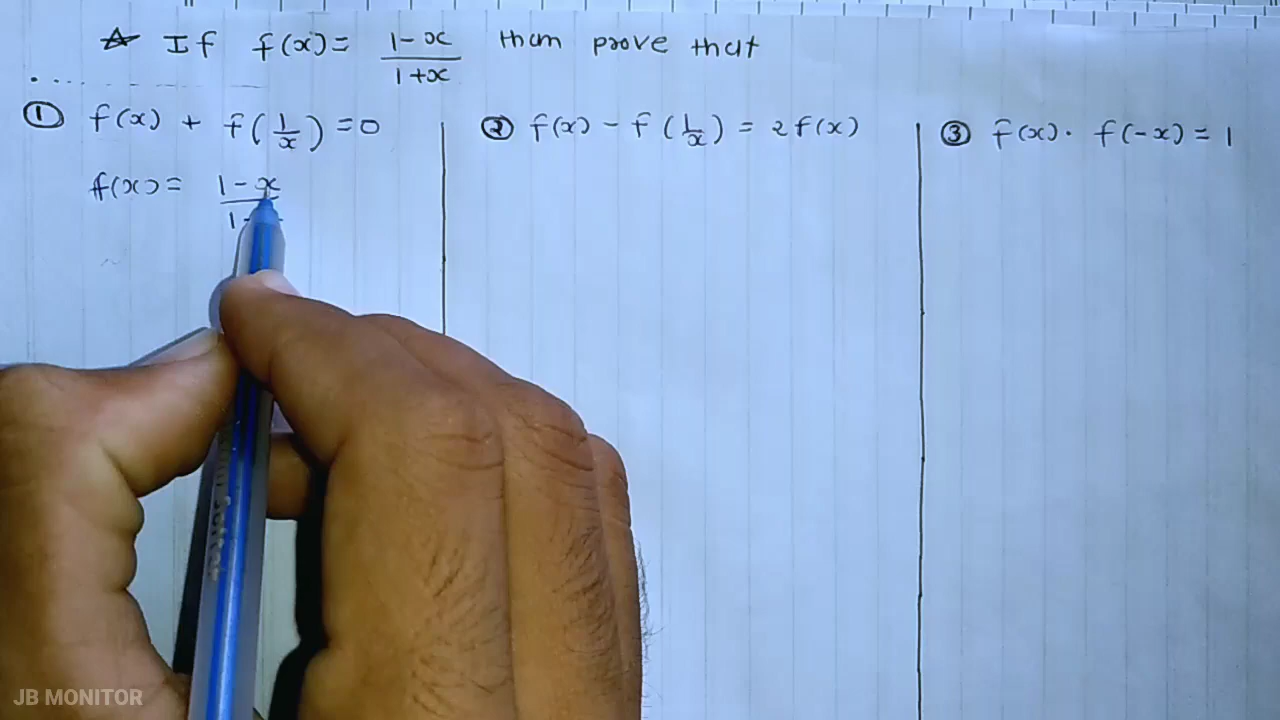 ☆ If f(x) = (1-x)/(1+x) then prove that
① f(x) + f(1/x) = 0
f(x) = 1-x
② f(x) - f(1/x) = 2f(x)
③ f(x) . f(-x) = 1
JB MONITOR